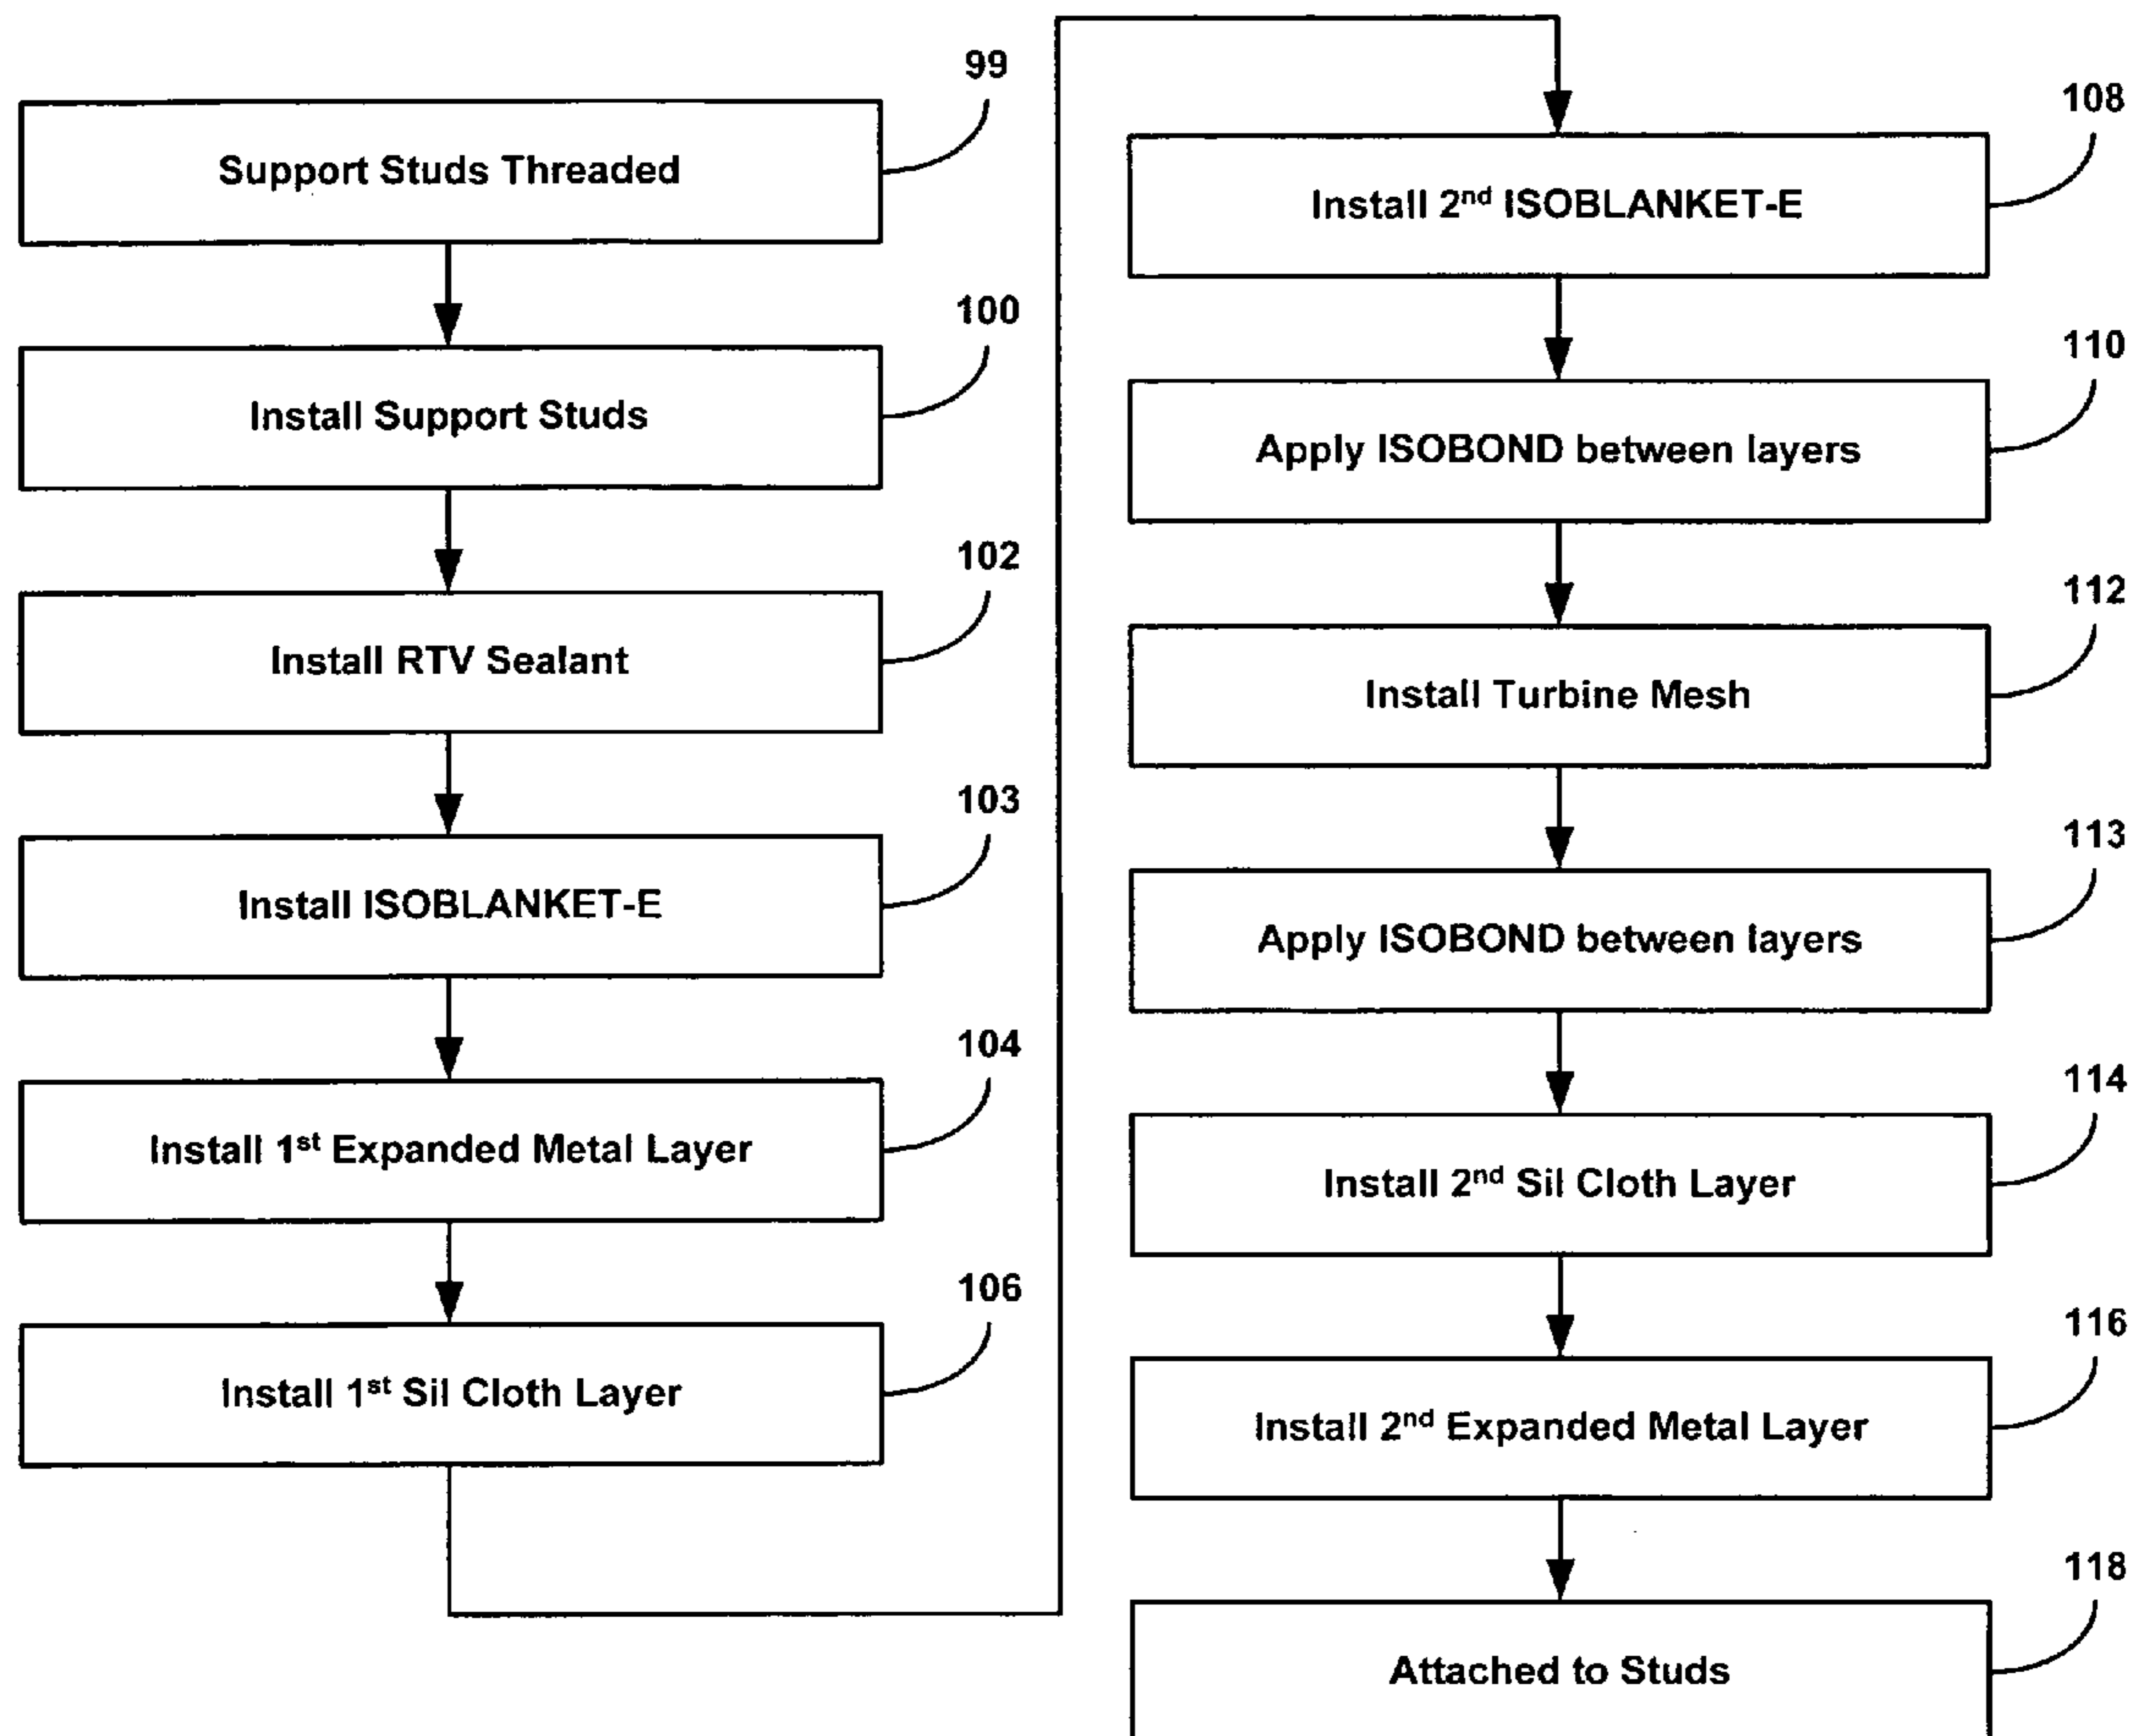 99
Support Studs Threaded
100
Install Support Studs
102
Install RTV Sealant
103
Install ISOBLANKET-E
104
Install 1st Expanded Metal Layer
106
Install 1st Sil Cloth Layer
108
Install 2nd ISOBLANKET-E
110
Apply ISOBOND between layers
112
Install Turbine Mesh
113
Apply ISOBOND between layers
114
Install 2nd Sil Cloth Layer
116
Install 2nd Expanded Metal Layer
118
Attached to Studs